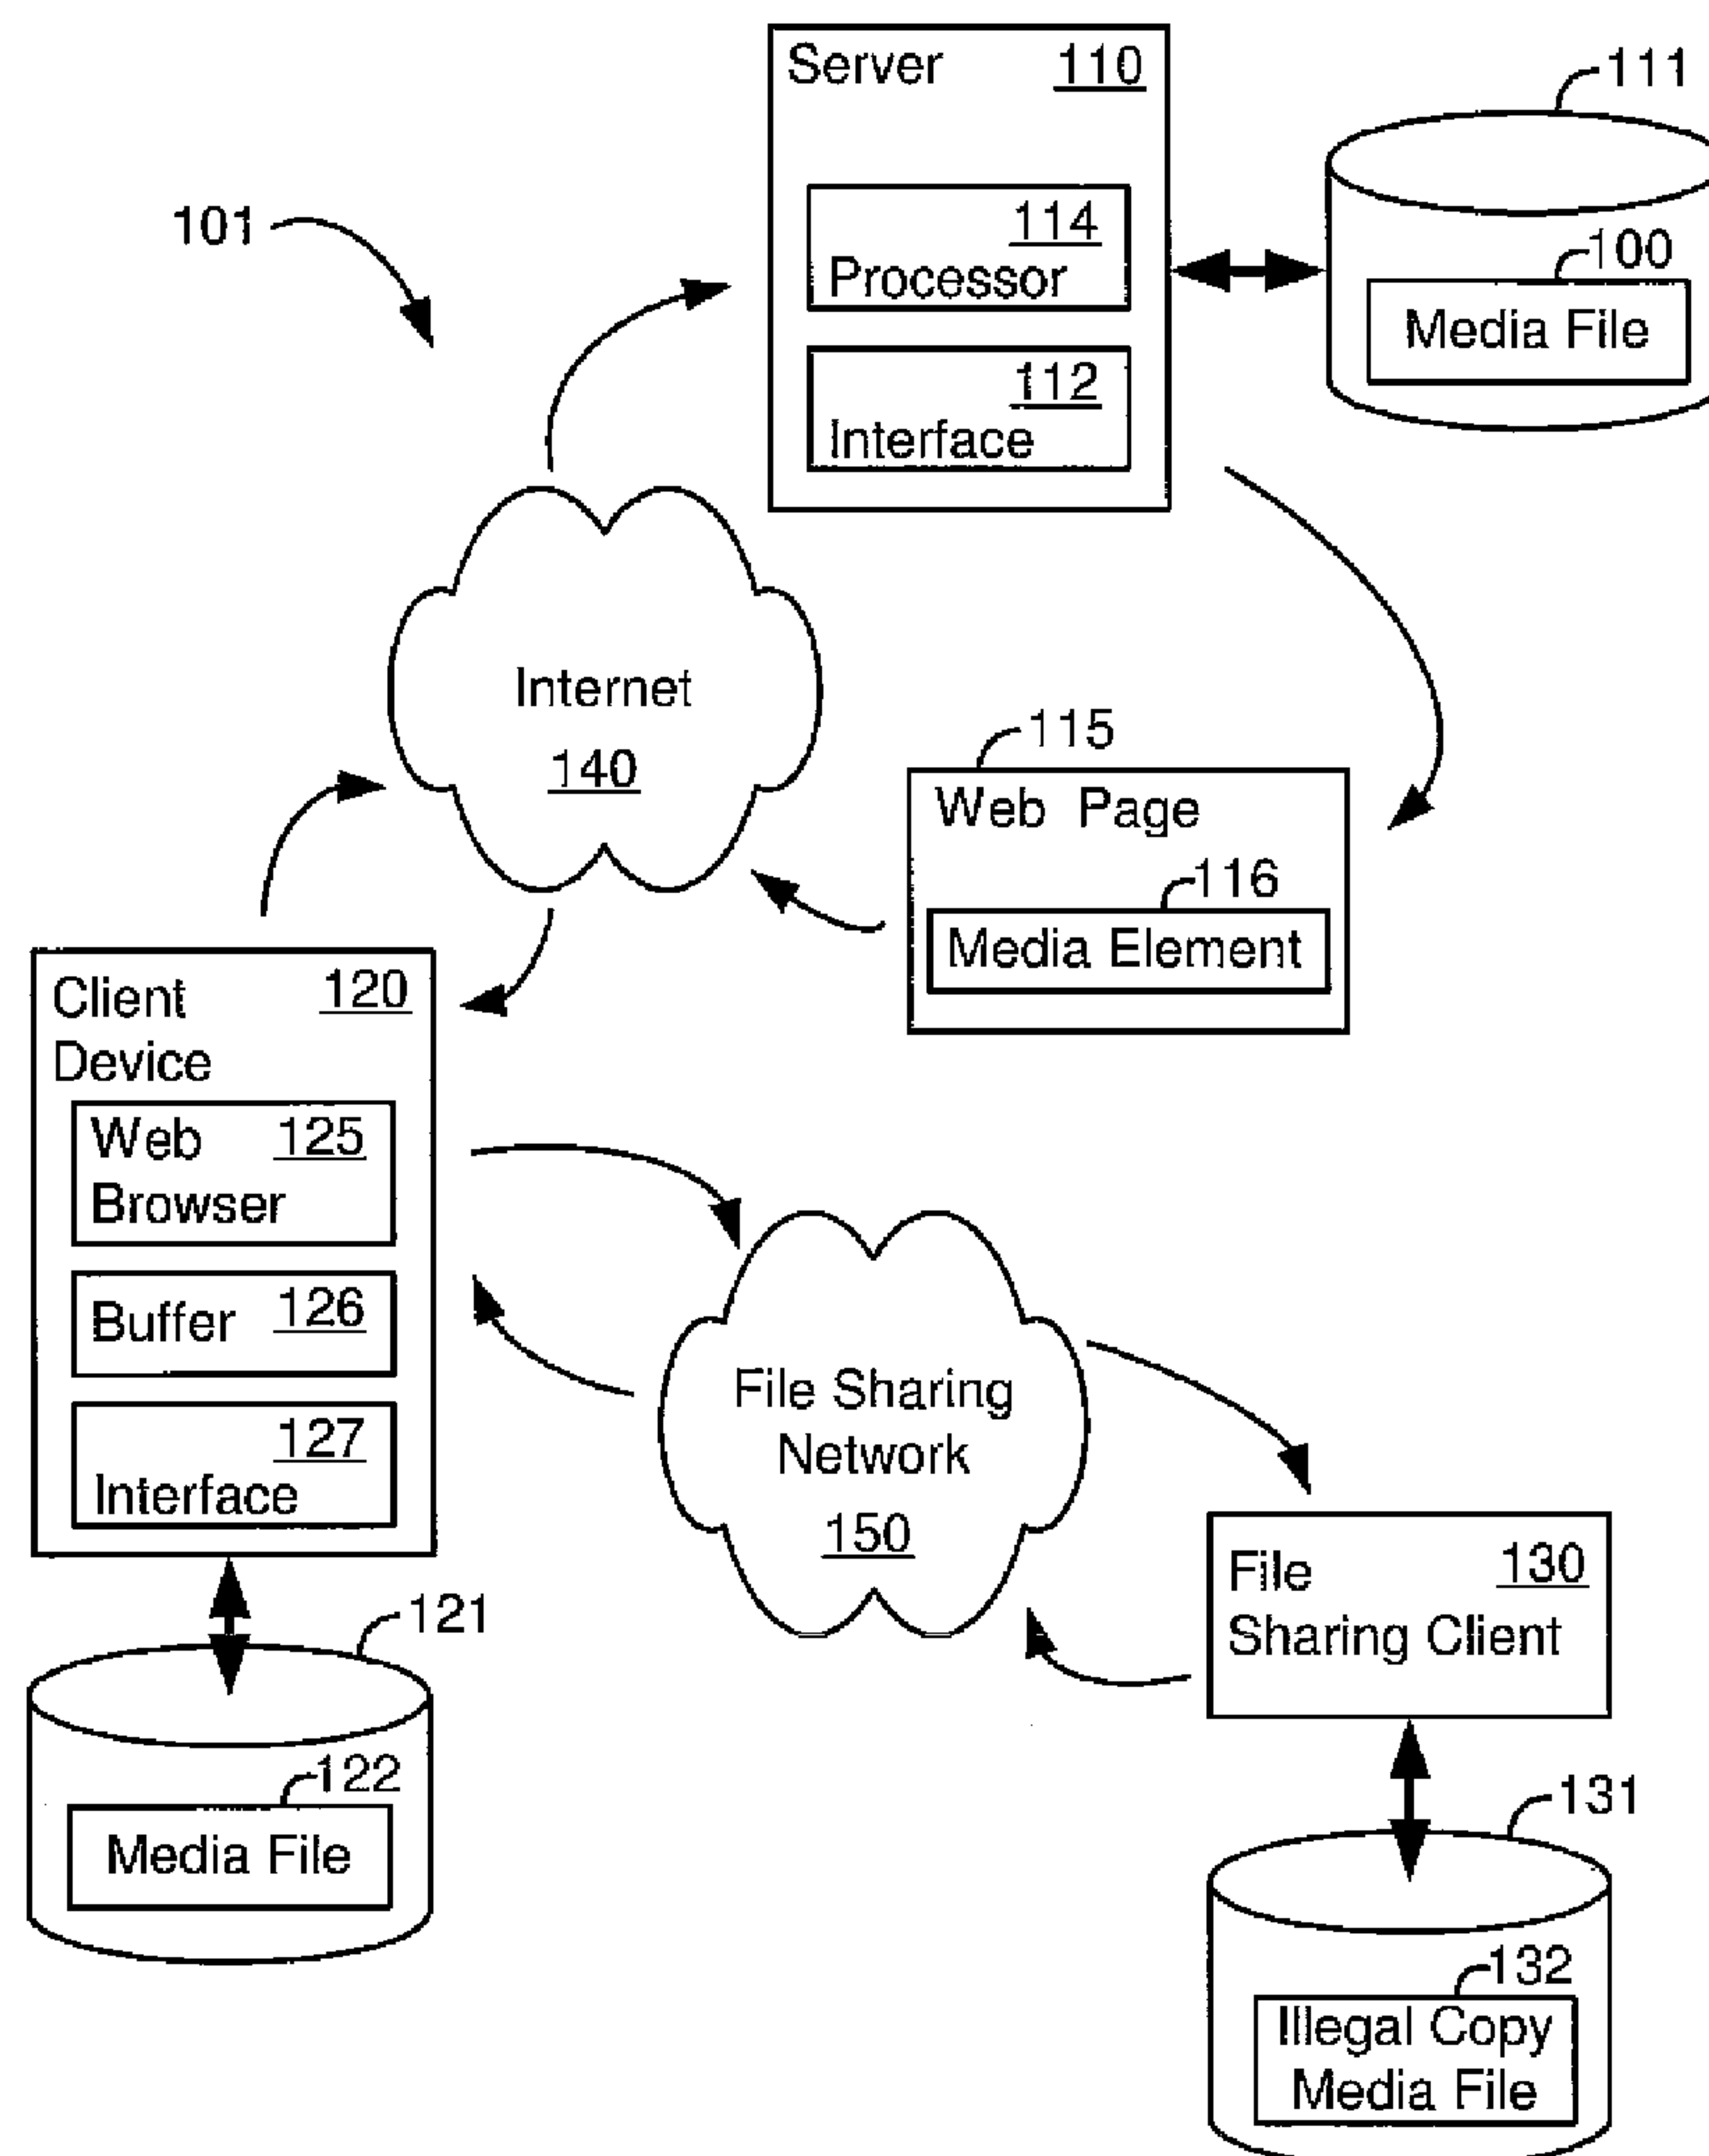 Server 110
111
101
114
Processor
100
Media File
112
Interface
Internet
140
115
Web Page
116
Media Element
Client 120
Device
Web 125
Browser
Buffer 126
127
Interface
File Sharing
Network
150
File 130
Sharing Client
121
122
Media File
131
132
Illegal Copy
Media File